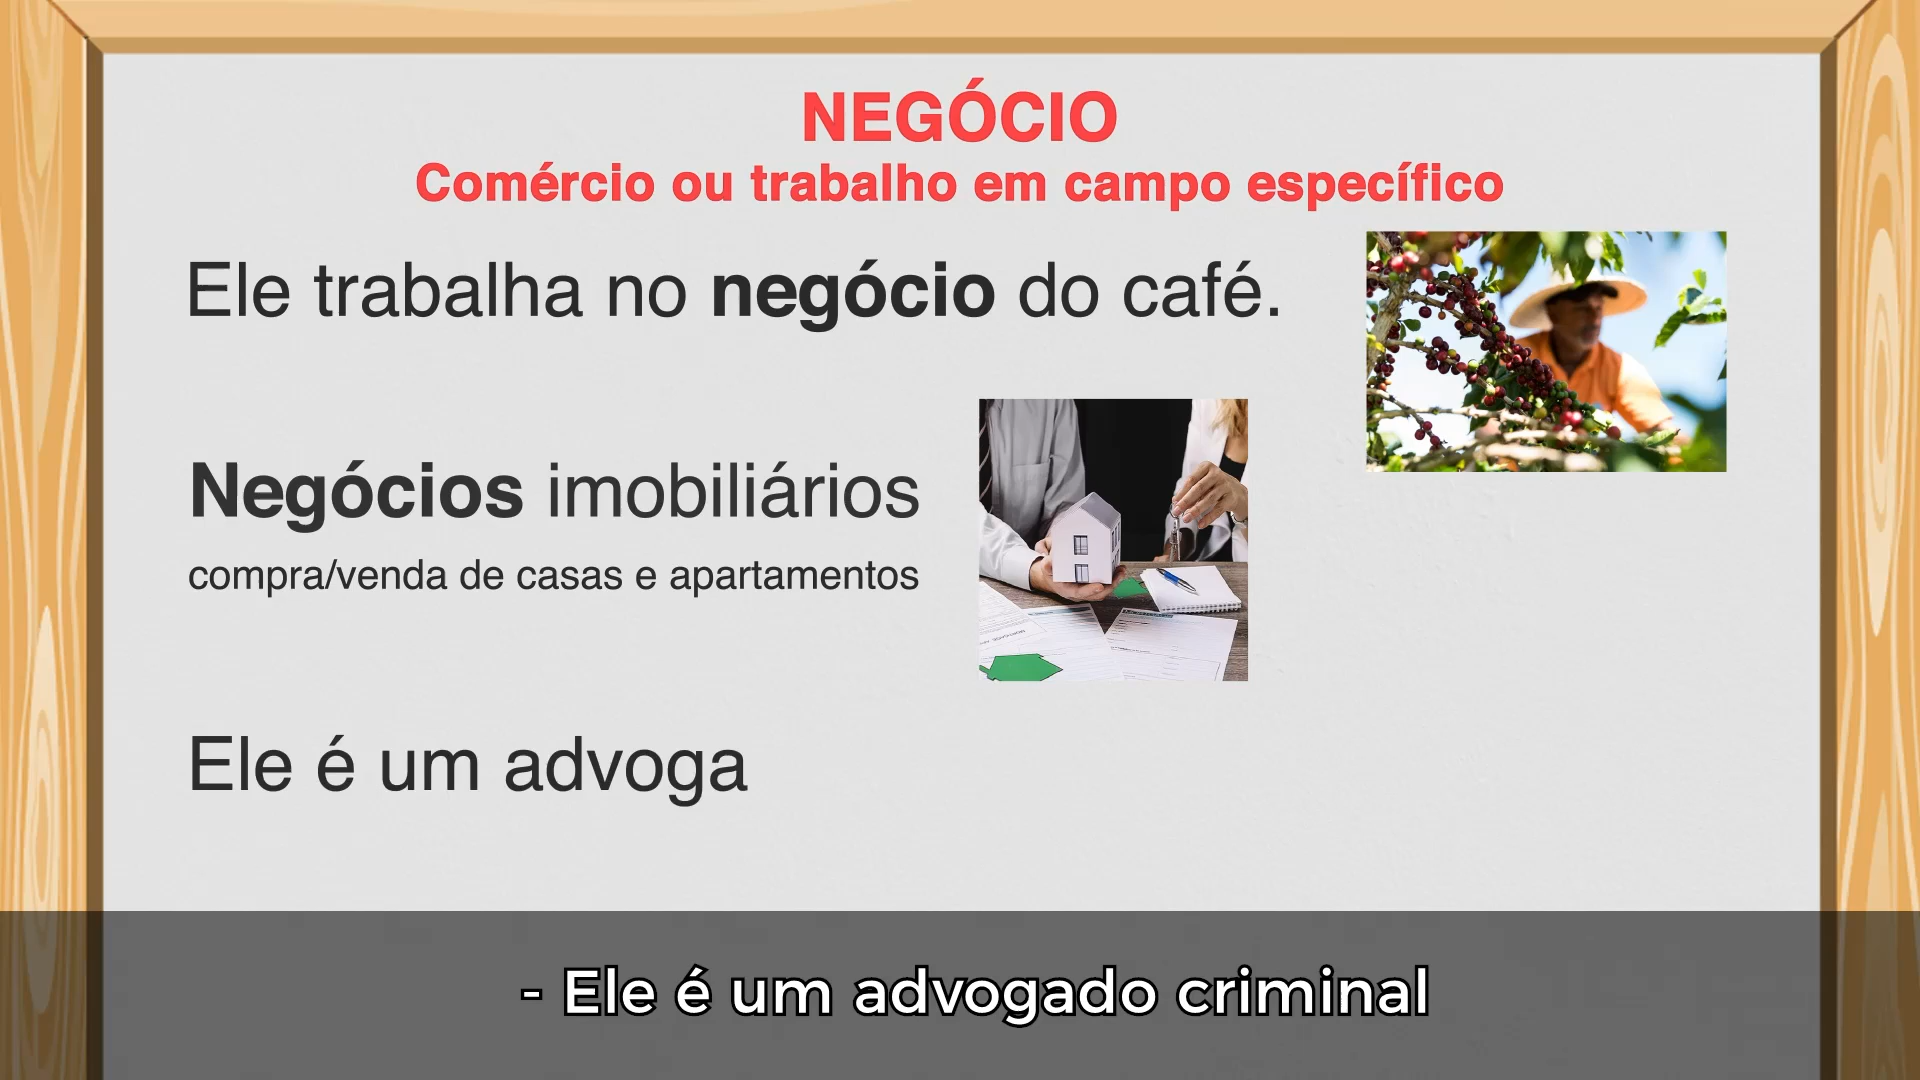 NEGÓCIO
Comércio ou trabalho em campo específico
Ele trabalha no negócio do café.
Negócios imobiliários
compra/venda de casas e apartamentos
Ele é um advoga
- Ele é um advogado criminal